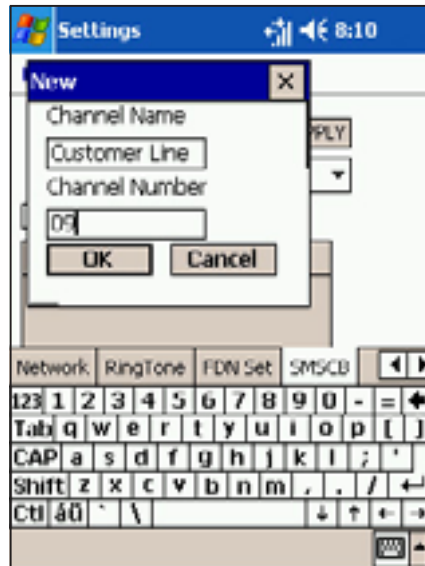 Settings 8:10
New
Channel Name
PPLY
Customer Line
Channel Number
09
OK Cancel
Network RingTone FDN Set SMSCB
123 1 2 3 4 5 6 7 8 9 0 - =
Tab q w e r t y u i o p [ ]
CAP a s d f g h j k l ; '
Shift z x c v b n m , . /
Ctl áü ` \